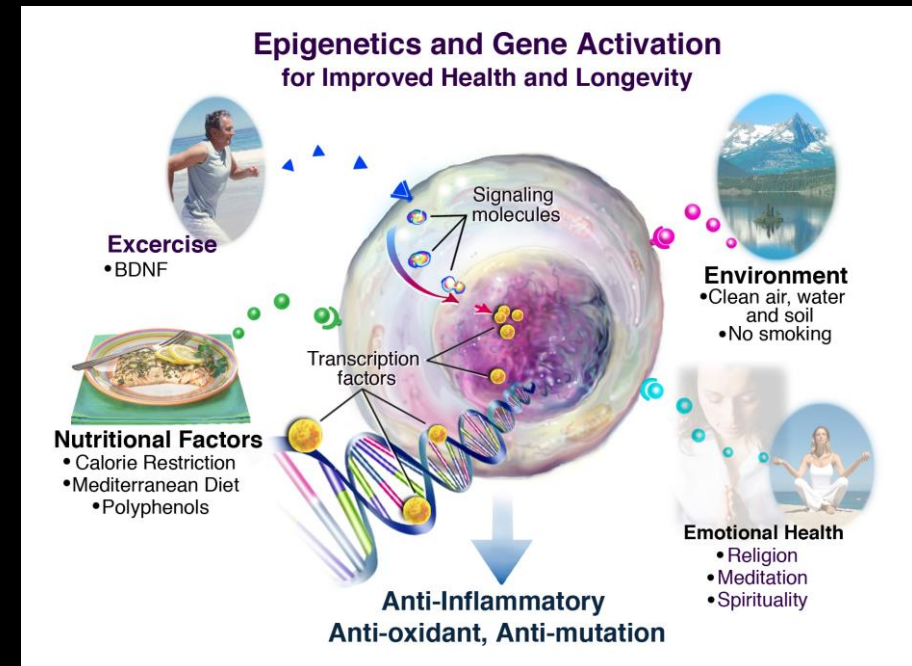 Epigenetics and Gene Activation
for Improved Health and Longevity
Excercise
•BDNF
Signaling
molecules
Environment
•Clean air, water
and soil
•No smoking
Transcription
factors
Nutritional Factors
• Calorie Restriction
•Mediterranean Diet
•Polyphenols
Emotional Health
• Religion
• Meditation
• Spirituality
Anti-Inflammatory
Anti-oxidant, Anti-mutation